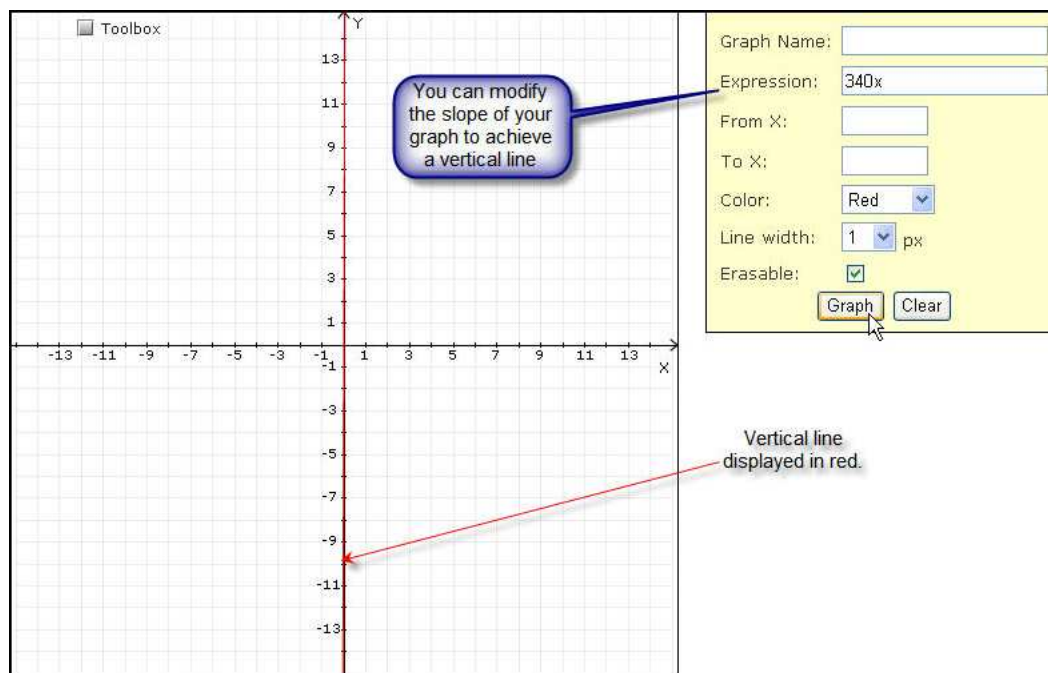 Toolbox
Y
13
11
9
7
5
3
1
-13 -11 -9 -7 -5 -3 -1 1 3 5 7 9 11 13
X
-1
-3
-5
-7
-9
-11
-13
You can modify
the slope of your
graph to achieve
a vertical line
Graph Name:
Expression: 340x
From X:
To X:
Color: Red
Line width: 1 px
Erasable:
Graph Clear
Vertical line
displayed in red.